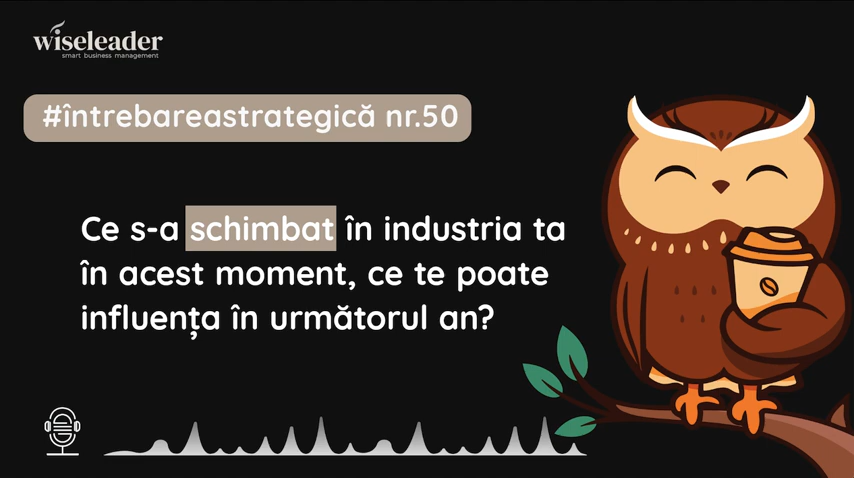 wiseleader
smart business management
#întrebareastrategică nr.50
Ce s-a schimbat în industria ta
în acest moment, ce te poate
influența în următorul an?